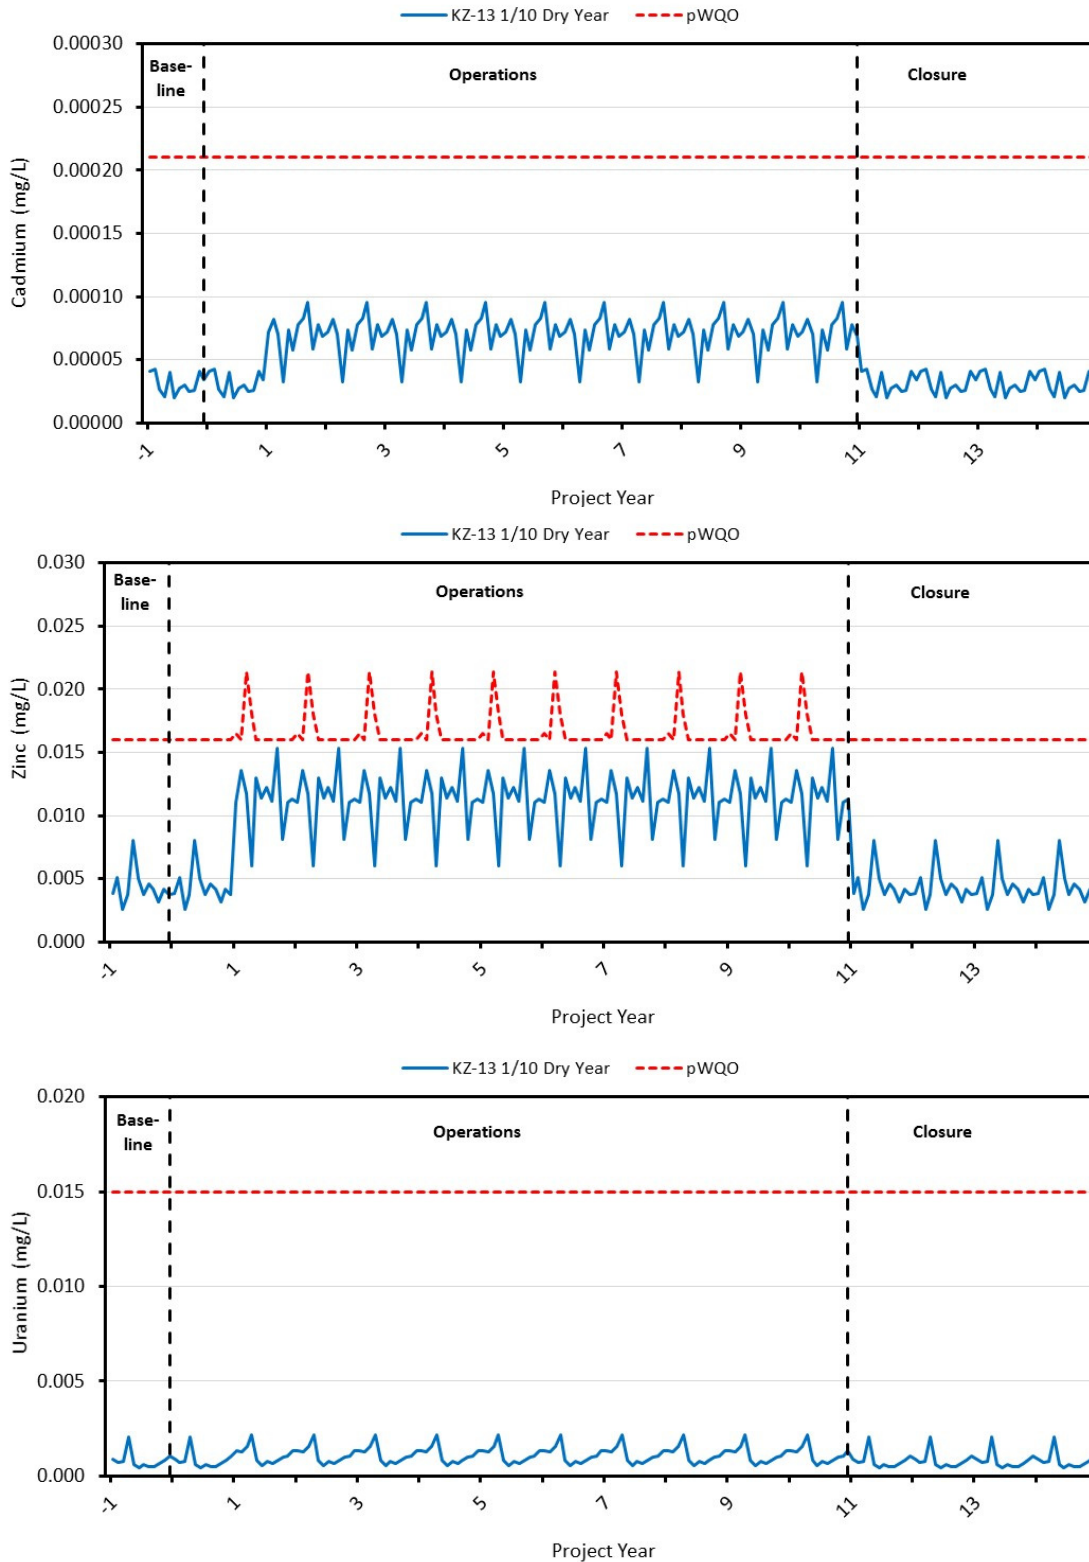 KZ-13 1/10 Dry Year pWQO
0.00030
0.00025
0.00020
0.00015
0.00010
0.00005
0.00000
Cadmium (mg/L)
Base-
line
Operations
Closure
-1 1 3 5 7 9 11 13
Project Year
KZ-13 1/10 Dry Year pWQO
0.030
0.025
0.020
0.015
0.010
0.005
0.000
Zinc (mg/L)
Base-
line
Operations
Closure
-1 1 3 5 7 9 11 13
Project Year
KZ-13 1/10 Dry Year pWQO
0.020
0.015
0.010
0.005
0.000
Uranium (mg/L)
Base-
line
Operations
Closure
-1 1 3 5 7 9 11 13
Project Year